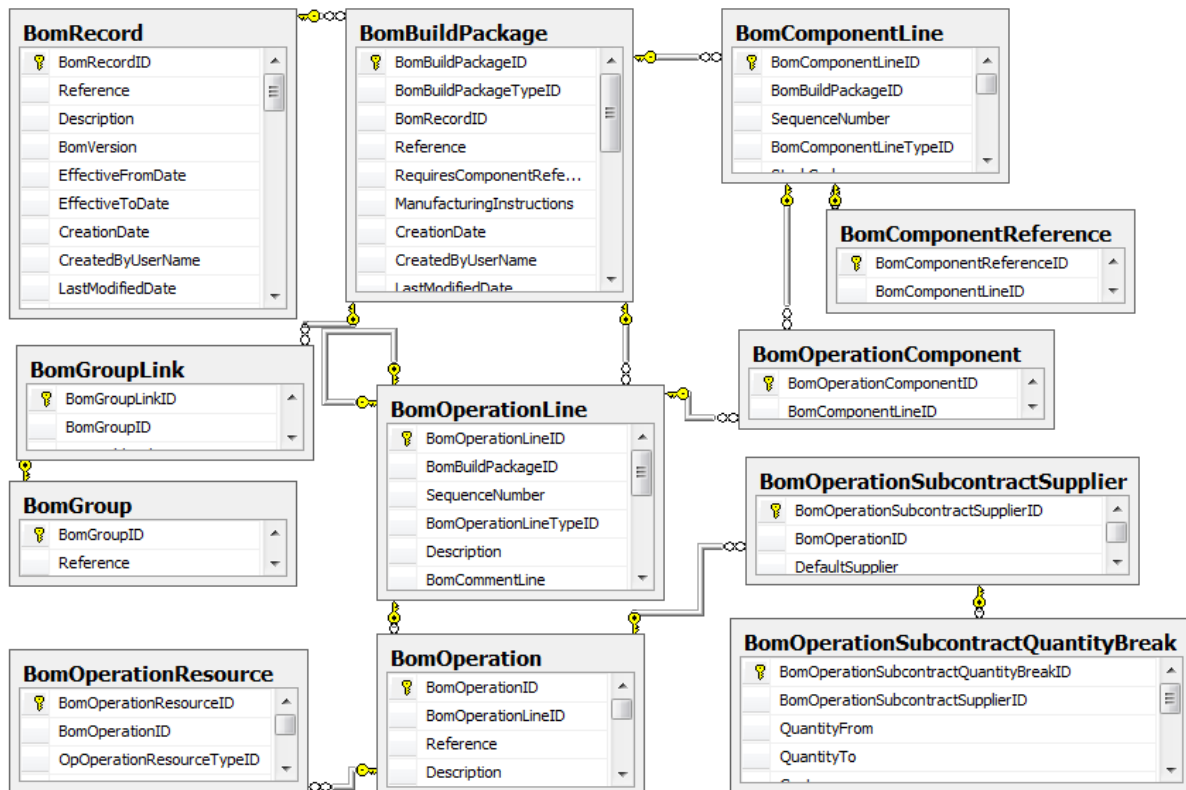 BomRecord
BomRecordID
Reference
Description
BomVersion
EffectiveFromDate
EffectiveToDate
CreationDate
CreatedByUserName
LastModifiedDate
BomBuildPackage
BomBuildPackageID
BomBuildPackageTypeID
BomRecordID
Reference
RequiresComponentRefe...
ManufacturingInstructions
CreationDate
CreatedByUserName
LastModifiedDate
BomComponentLine
BomComponentLineID
BomBuildPackageID
SequenceNumber
BomComponentLineTypeID
BomComponentReference
BomComponentReferenceID
BomComponentLineID
BomGroupLink
BomGroupLinkID
BomGroupID
BomOperationLine
BomOperationLineID
BomBuildPackageID
SequenceNumber
BomOperationLineTypeID
Description
BomCommentLine
BomOperationComponent
BomOperationComponentID
BomComponentLineID
BomGroup
BomGroupID
Reference
BomOperationSubcontractSupplier
BomOperationSubcontractSupplierID
BomOperationID
DefaultSupplier
BomOperationResource
BomOperationResourceID
BomOperationID
OpOperationResourceTypeID
BomOperation
BomOperationID
BomOperationLineID
Reference
Description
BomOperationSubcontractQuantityBreak
BomOperationSubcontractQuantityBreakID
BomOperationSubcontractSupplierID
QuantityFrom
QuantityTo